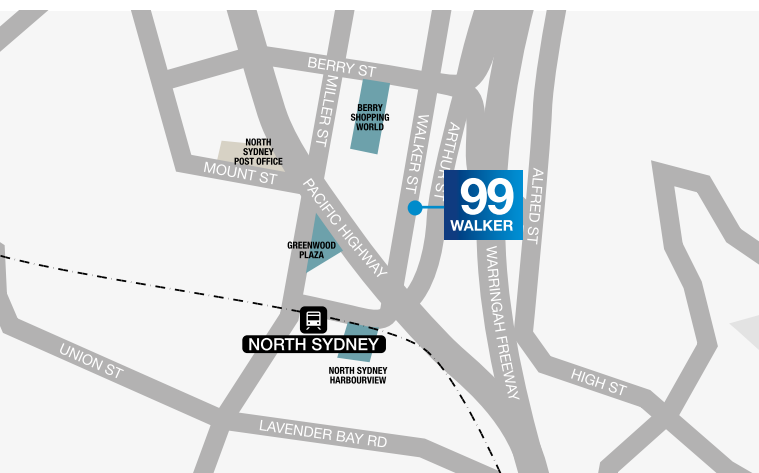 BERRY ST
MILLER ST
BERRY
SHOPPING
WORLD
WALKER ST
ARTHUR ST
NORTH
SYDNEY
POST OFFICE
MOUNT ST
99
WALKER
ALFRED ST
PACIFIC HIGHWAY
GREENWOOD
PLAZA
WARRINGAH FREEWAY
NORTH SYDNEY
NORTH SYDNEY
HARBOURVIEW
UNION ST
HIGH ST
LAVENDER BAY RD